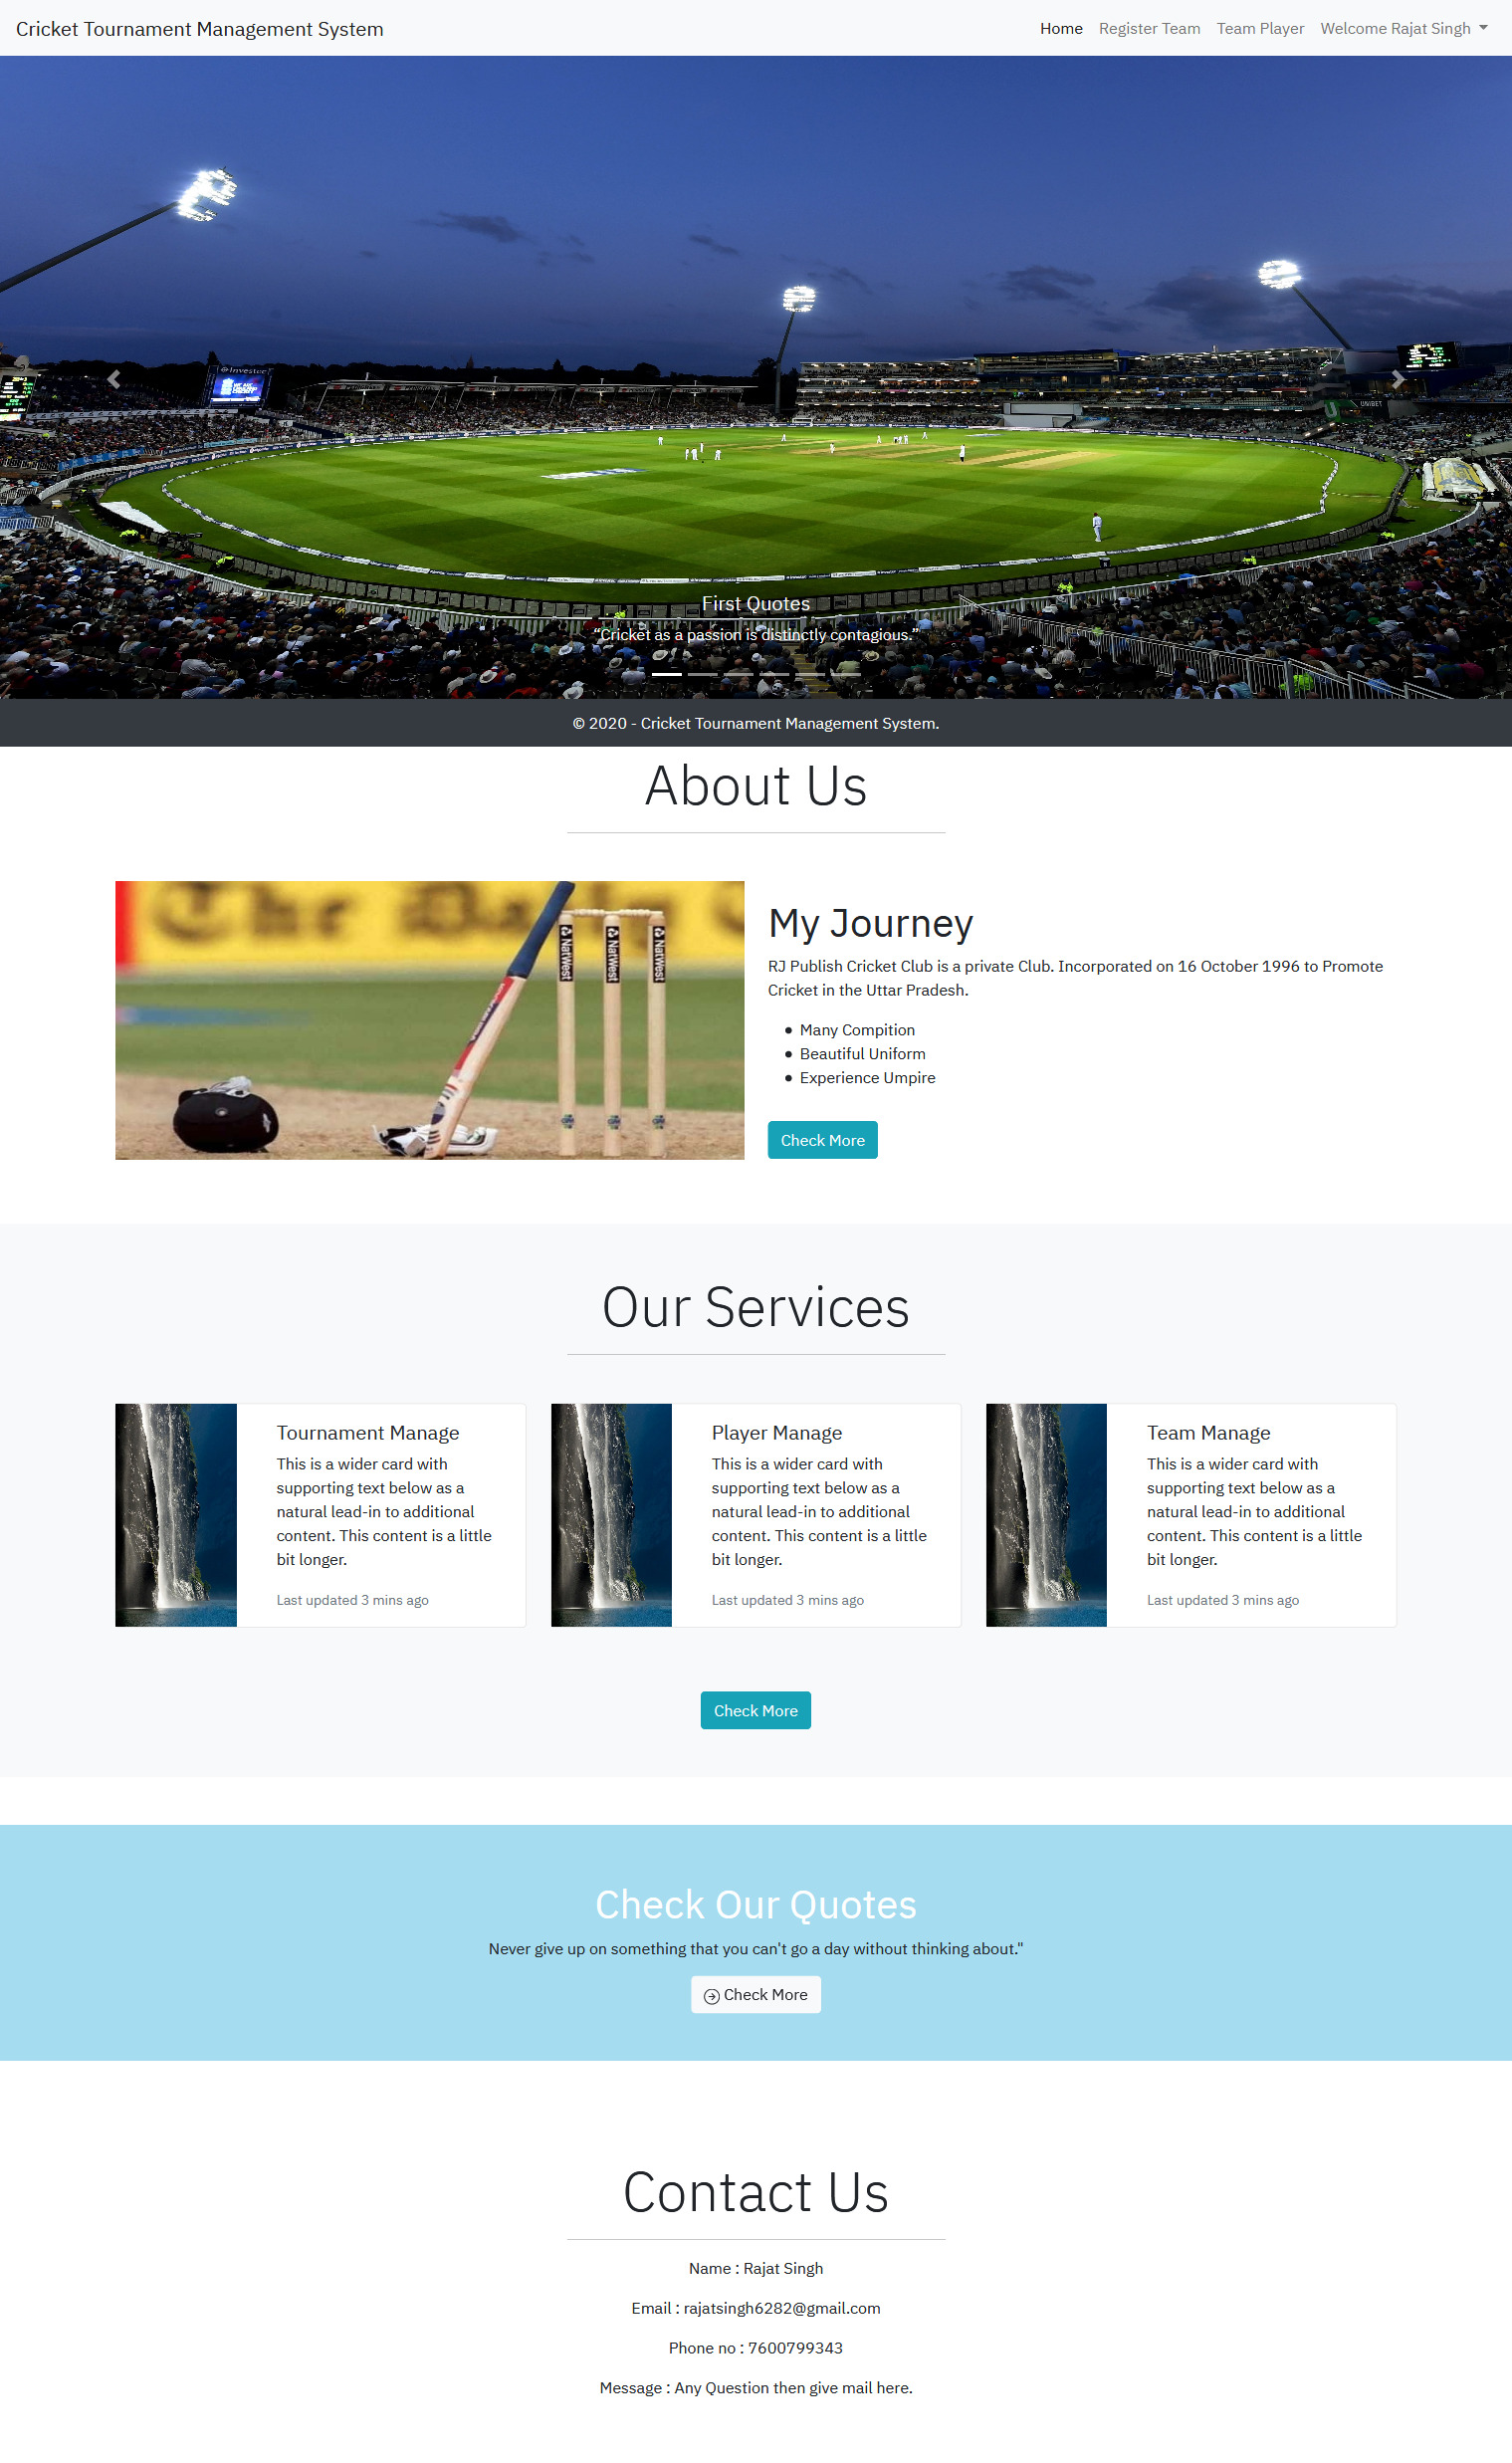 Cricket Tournament Management System
Home Register Team Team Player Welcome Rajat Singh
Investec
UNIBET
First Quotes
“Cricket as a passion is distinctly contagious.”
© 2020 - Cricket Tournament Management System.
About Us
NatWest NatWest NatWest
My Journey
RJ Publish Cricket Club is a private Club. Incorporated on 16 October 1996 to Promote
Cricket in the Uttar Pradesh.
Many Compition
Beautiful Uniform
Experience Umpire
Check More
Our Services
Tournament Manage
This is a wider card with
supporting text below as a
natural lead-in to additional
content. This content is a little
bit longer.
Last updated 3 mins ago
Player Manage
This is a wider card with
supporting text below as a
natural lead-in to additional
content. This content is a little
bit longer.
Last updated 3 mins ago
Team Manage
This is a wider card with
supporting text below as a
natural lead-in to additional
content. This content is a little
bit longer.
Last updated 3 mins ago
Check More
Check Our Quotes
Never give up on something that you can't go a day without thinking about."
Check More
Contact Us
Name : Rajat Singh
Email : rajatsingh6282@gmail.com
Phone no : 7600799343
Message : Any Question then give mail here.